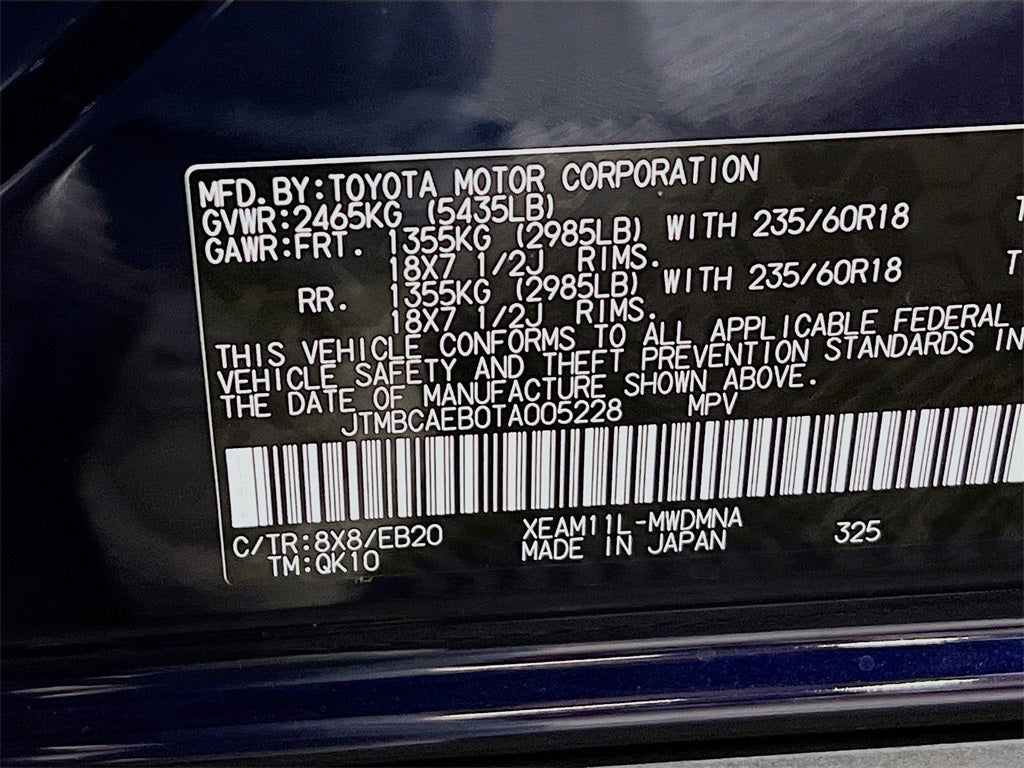 MFD.BY:TOYOTA MOTOR CORPORATION
GVWR:2465KG (5435LB)
GAWR:FRT. 1355KG (2985LB) WITH 235/60R18 T
18X7 1/2J RIMS.
RR. 1355KG (2985LB) WITH 235/60R18 T
18X7 1/2J RIMS.
THIS VEHICLE CONFORMS TO ALL APPLICABLE FEDERAL
VEHICLE SAFETY AND THEFT PREVENTION STANDARDS IN
THE DATE OF MANUFACTURE SHOWN ABOVE.
JTMBCAEB0TA005228 MPV
C/TR:8X8/EB20 XEAM11L-MWDMNA 325
TM:QK10 MADE IN JAPAN